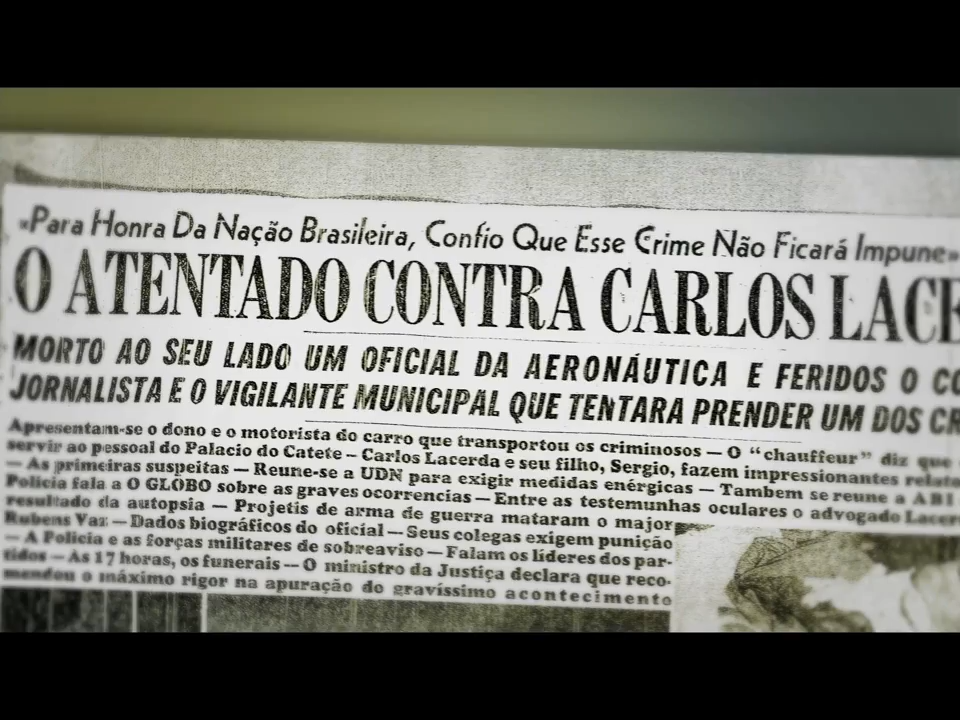 «Para Honra Da Nação Brasileira, Confio Que Esse Crime Não Ficará Impune»
O ATENTADO CONTRA CARLOS LACE
MORTO AO SEU LADO UM OFICIAL DA AERONÁUTICA E FERIDOS O CO
JORNALISTA E O VIGILANTE MUNICIPAL QUE TENTARA PRENDER UM DOS CR
Apresentam-se o dono e o motorista do carro que transportou os criminosos — O "chauffeur" diz que
servir ao pessoal do Palacio do Catete — Carlos Lacerda e seu filho, Sergio, fazem impressionantes relato
— As primeiras suspeitas — Reune-se a UDN para exigir medidas enérgicas — Tambem se reune a ABI
Policia fala a O GLOBO sobre as graves ocorrencias — Entre as testemunhas oculares o advogado Lacer
resultado da autopsia — Projetis de arma de guerra mataram o major
Rubens Vaz — Dados biográficos do oficial — Seus colegas exigem punição
— A Policia e as forças militares de sobreaviso — Falam os líderes dos par-
tidos — As 17 horas, os funerais — O ministro da Justiça declara que reco-
mendou o máximo rigor na apuração do gravíssimo acontecimento